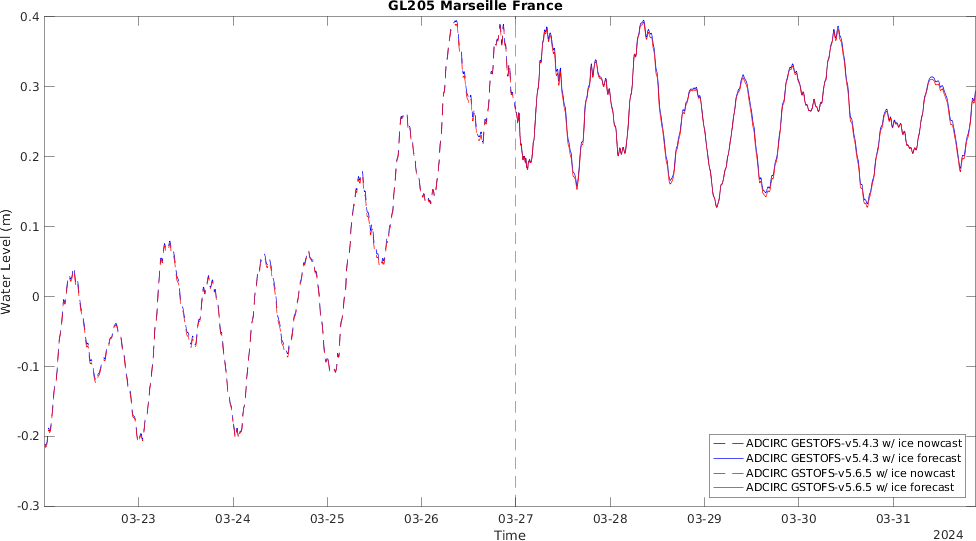 GL205 Marseille France
0.4
0.3
0.2
0.1
0
-0.1
-0.2
-0.3
Water Level (m)
ADCIRC GESTOFS-v5.4.3 w/ ice nowcast
ADCIRC GESTOFS-v5.4.3 w/ ice forecast
ADCIRC GSTOFS-v5.6.5 w/ ice nowcast
ADCIRC GSTOFS-v5.6.5 w/ ice forecast
03-23 03-24 03-25 03-26 03-27 03-28 03-29 03-30 03-31
Time
2024